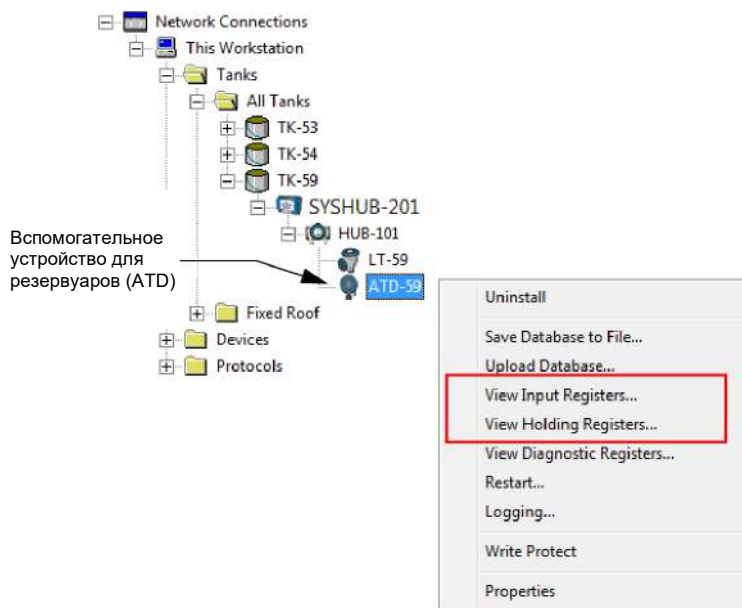 Network Connections
This Workstation
Tanks
All Tanks
TK-53
TK-54
TK-59
SYSHUB-201
HUB-101
LT-59
ATD-59
Fixed Roof
Devices
Protocols
Вспомогательное
устройство для
резервуаров (ATD)
Uninstall
Save Database to File...
Upload Database...
View Input Registers...
View Holding Registers...
View Diagnostic Registers...
Restart...
Logging...
Write Protect
Properties